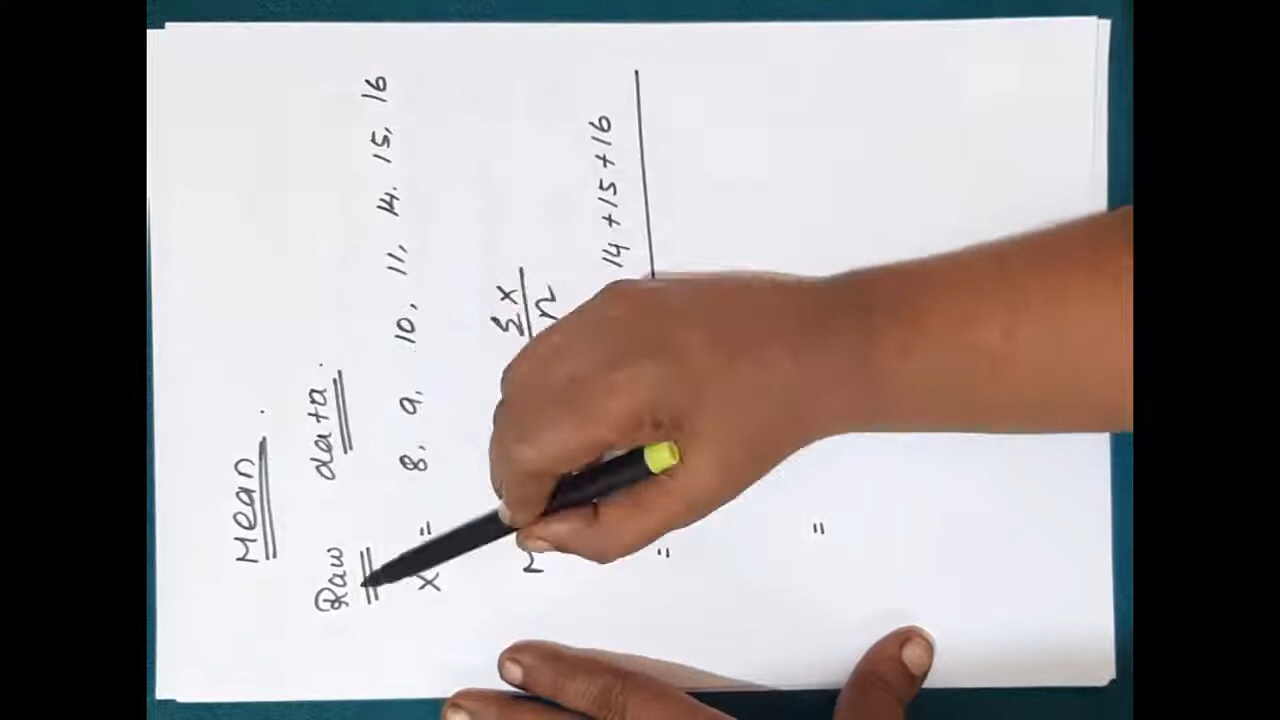 Mean.
Raw data.
X = 8, 9, 10, 11, 14, 15, 16
Σx
n
= 14 + 15 + 16
=